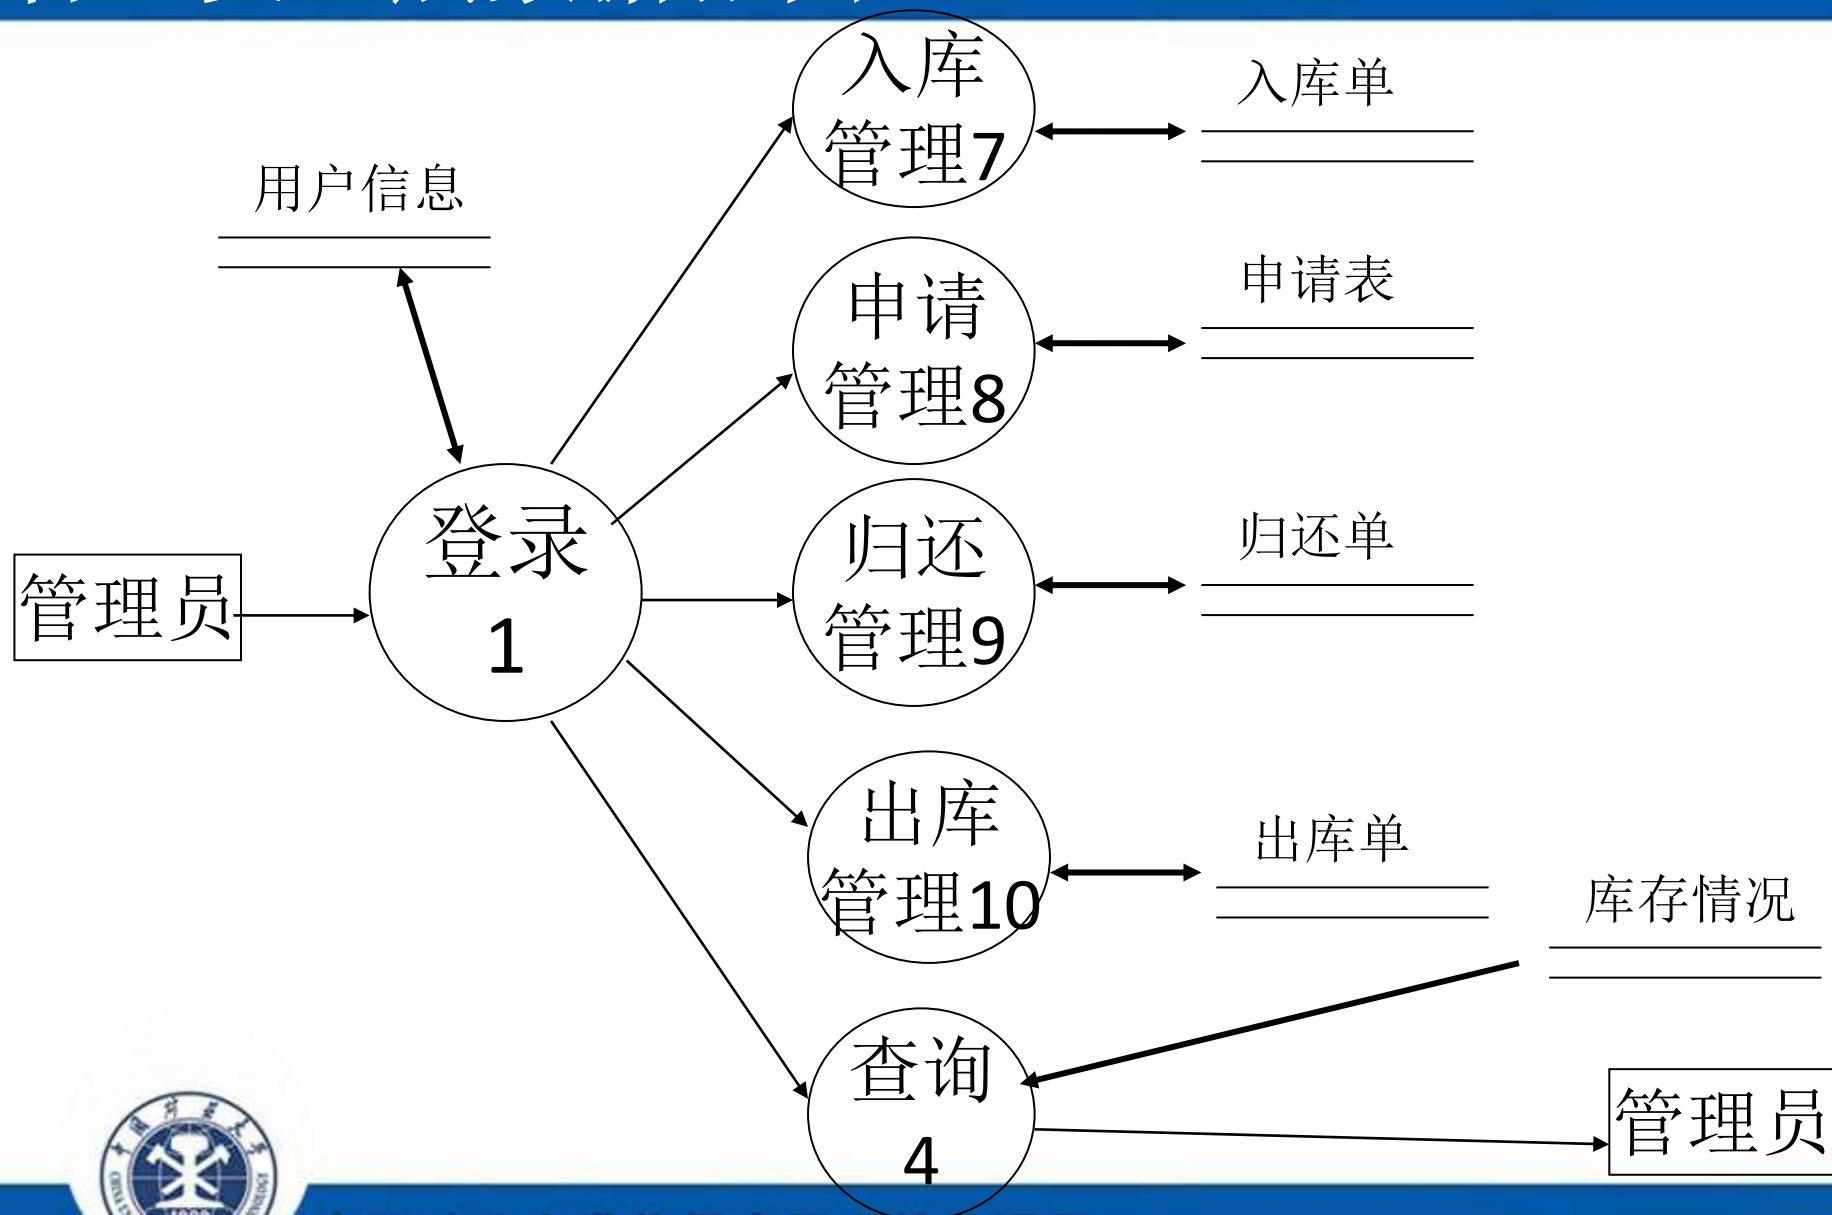 入库
管理7
入库单
用户信息
申请
管理8
申请表
登录
1
管理员
归还
管理9
归还单
出库
管理10
出库单
库存情况
查询
4
管理员